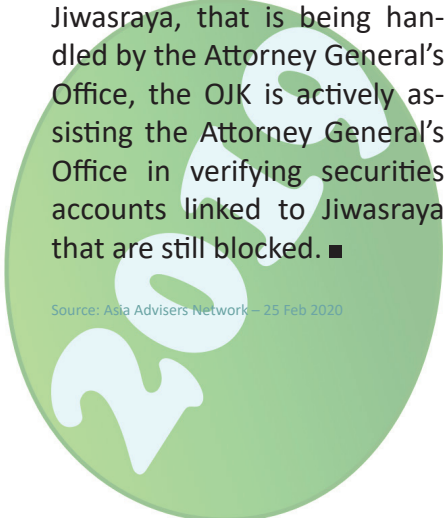 Jiwasraya, that is being han-
dled by the Attorney General’s
Office, the OJK is actively as-
sisting the Attorney General’s
Office in verifying securities
accounts linked to Jiwasraya
that are still blocked. ■
Source: Asia Advisers Network – 25 Feb 2020
2019